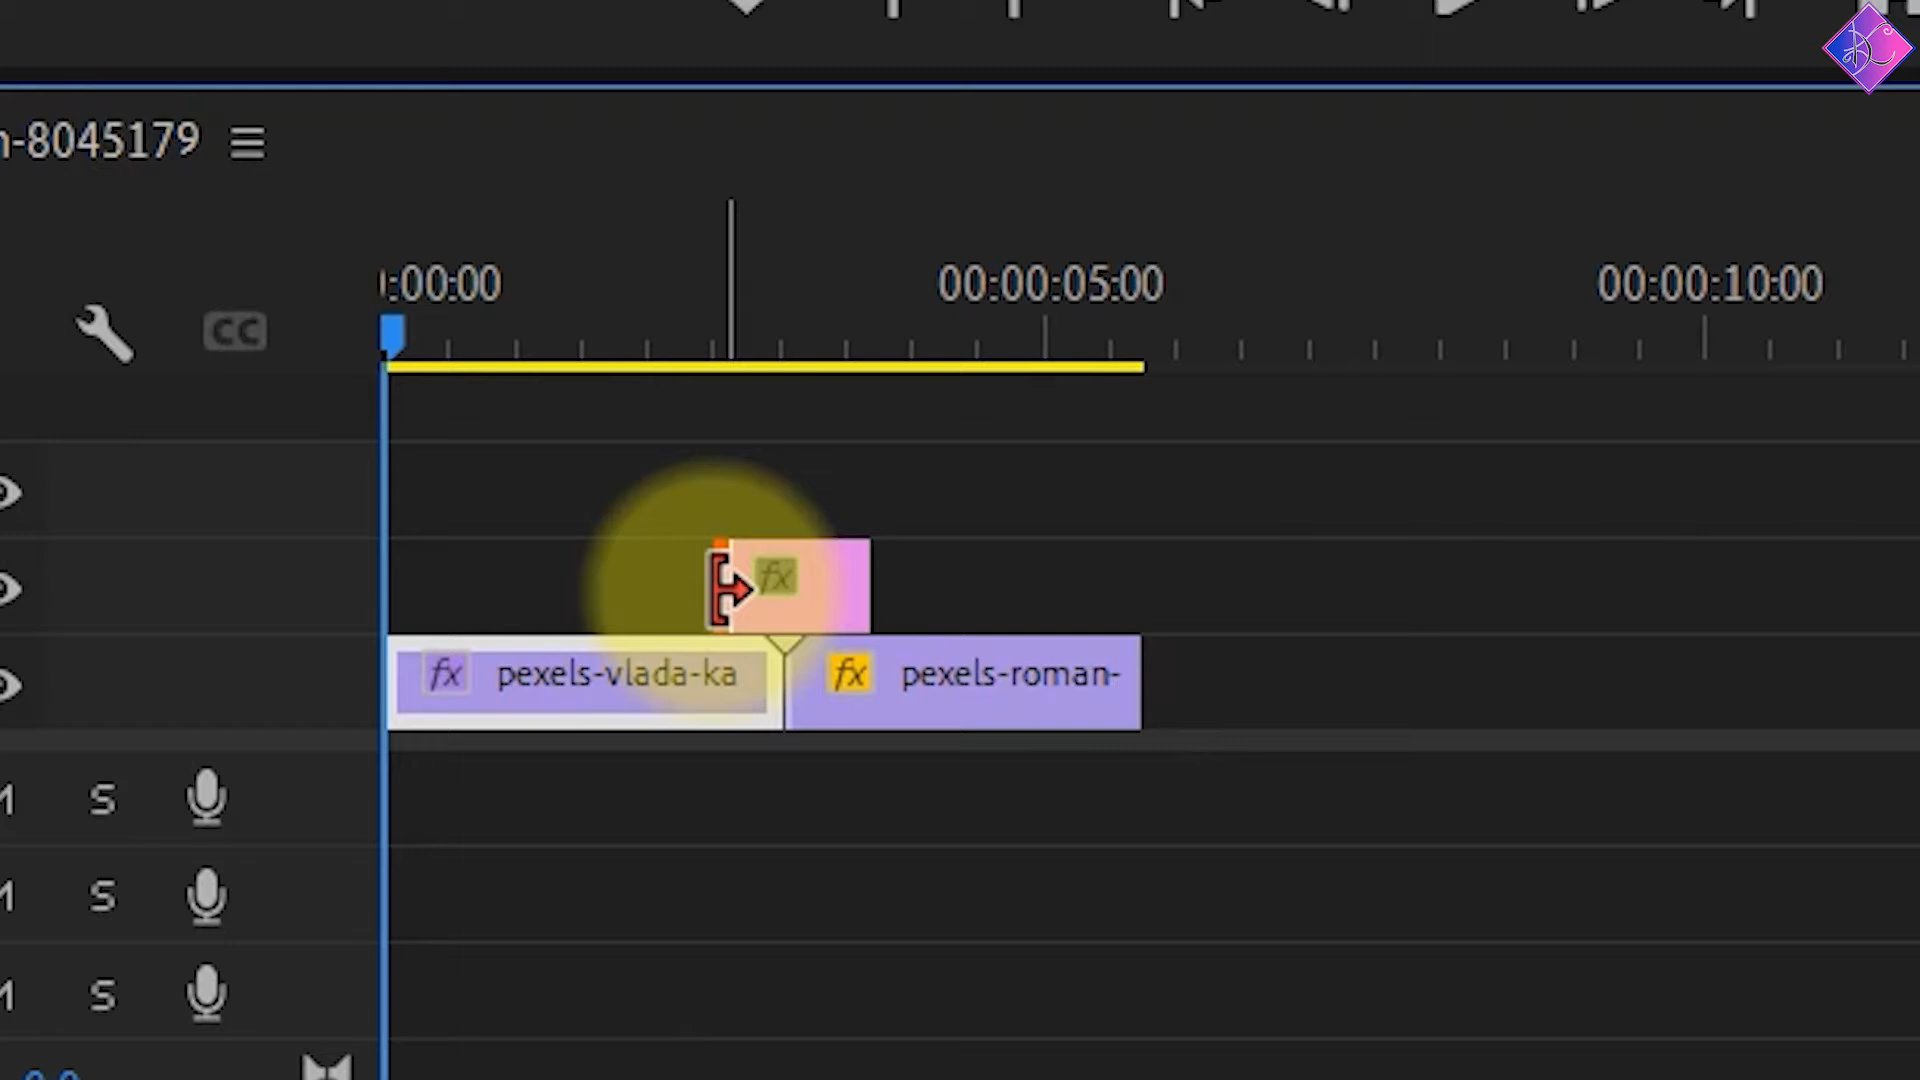 n-8045179
:00:00
00:00:05:00
00:00:10:00
CC
fx
fx pexels-vlada-ka
fx pexels-roman-
M S
M S
M S